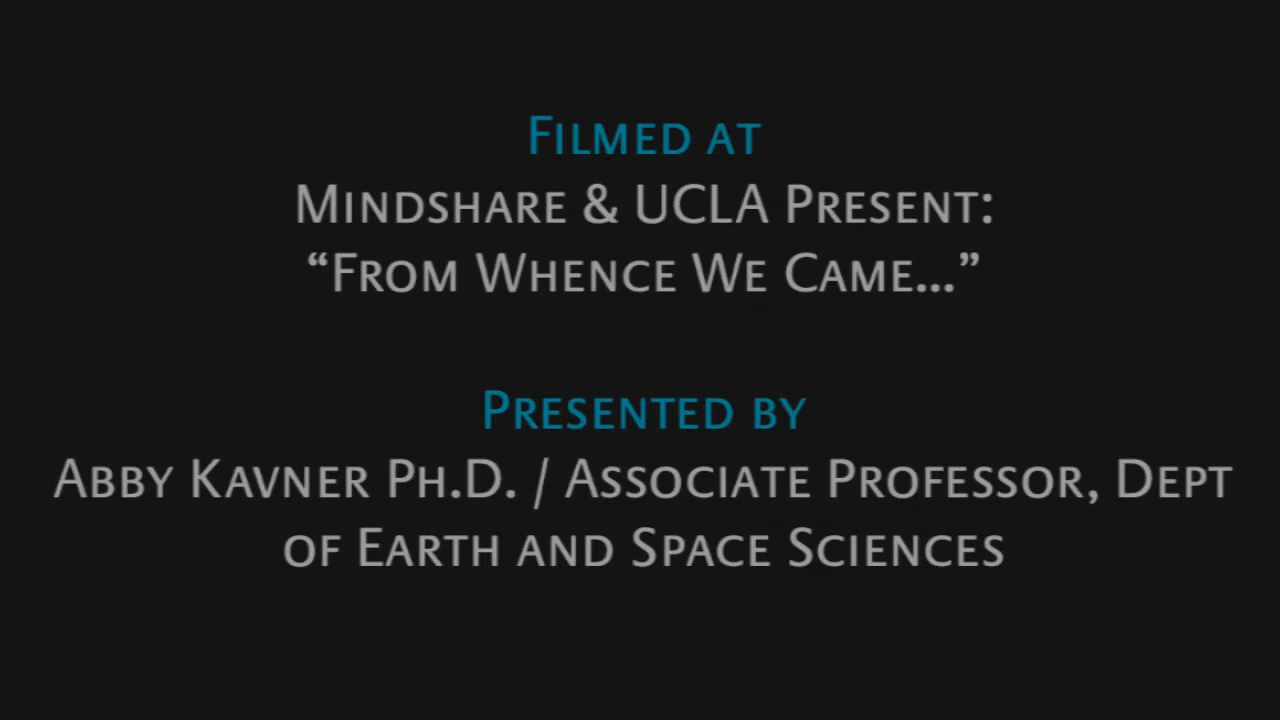 Filmed at
Mindshare & UCLA Present:
“From Whence We Came...”
Presented by
Abby Kavner Ph.D. / Associate Professor, Dept
of Earth and Space Sciences